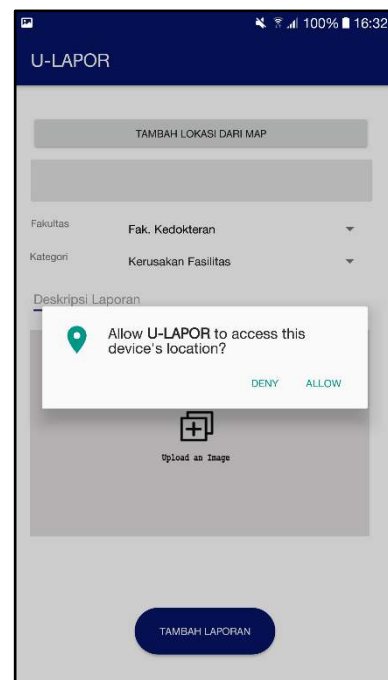 100% 16:32
U-LAPOR
TAMBAH LOKASI DARI MAP
Fakultas Fak. Kedokteran
Kategori Kerusakan Fasilitas
Deskripsi Laporan
Allow U-LAPOR to access this
device's location?
DENY ALLOW
Upload an Image
TAMBAH LAPORAN